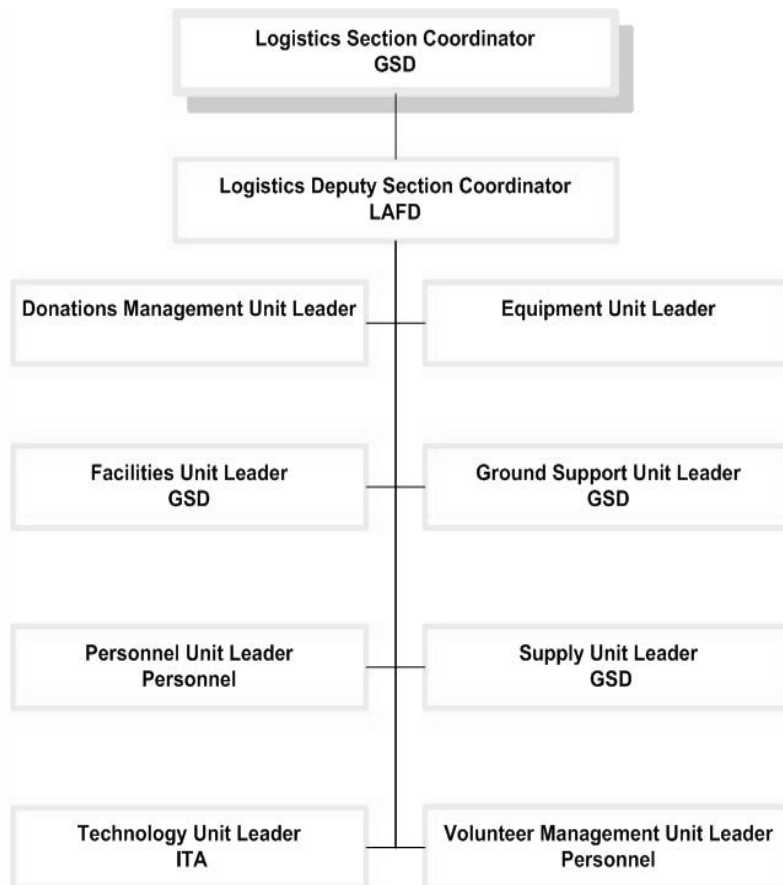 Logistics Section Coordinator
GSD
Logistics Deputy Section Coordinator
LAFD
Donations Management Unit Leader
Equipment Unit Leader
Facilities Unit Leader
GSD
Ground Support Unit Leader
GSD
Personnel Unit Leader
Personnel
Supply Unit Leader
GSD
Technology Unit Leader
ITA
Volunteer Management Unit Leader
Personnel